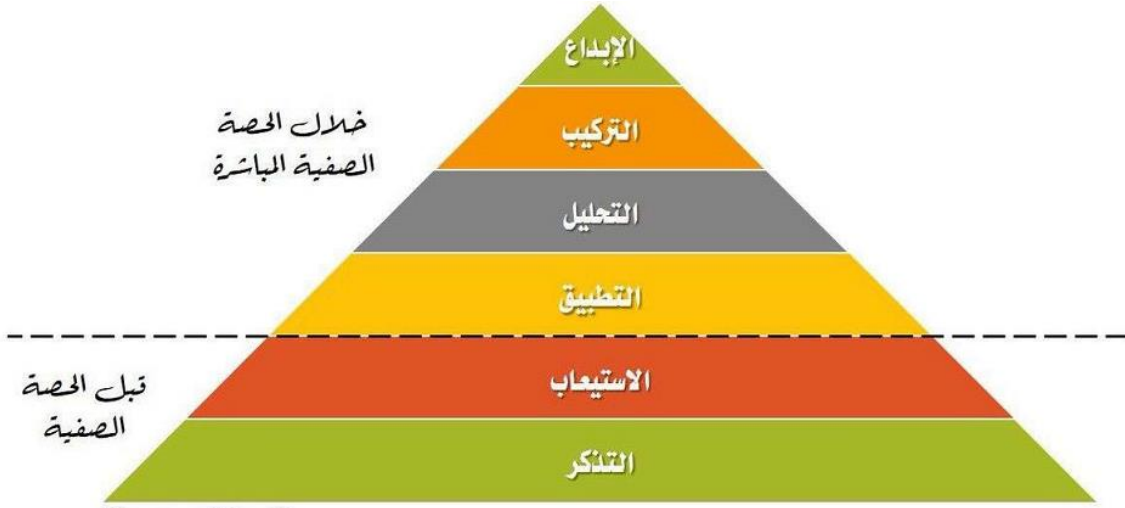 الإبداع
التركيب
خلال الحصة
الصفية المباشرة
التحليل
التطبيق
الاستيعاب
قبل الحصة
الصفية
التذكر